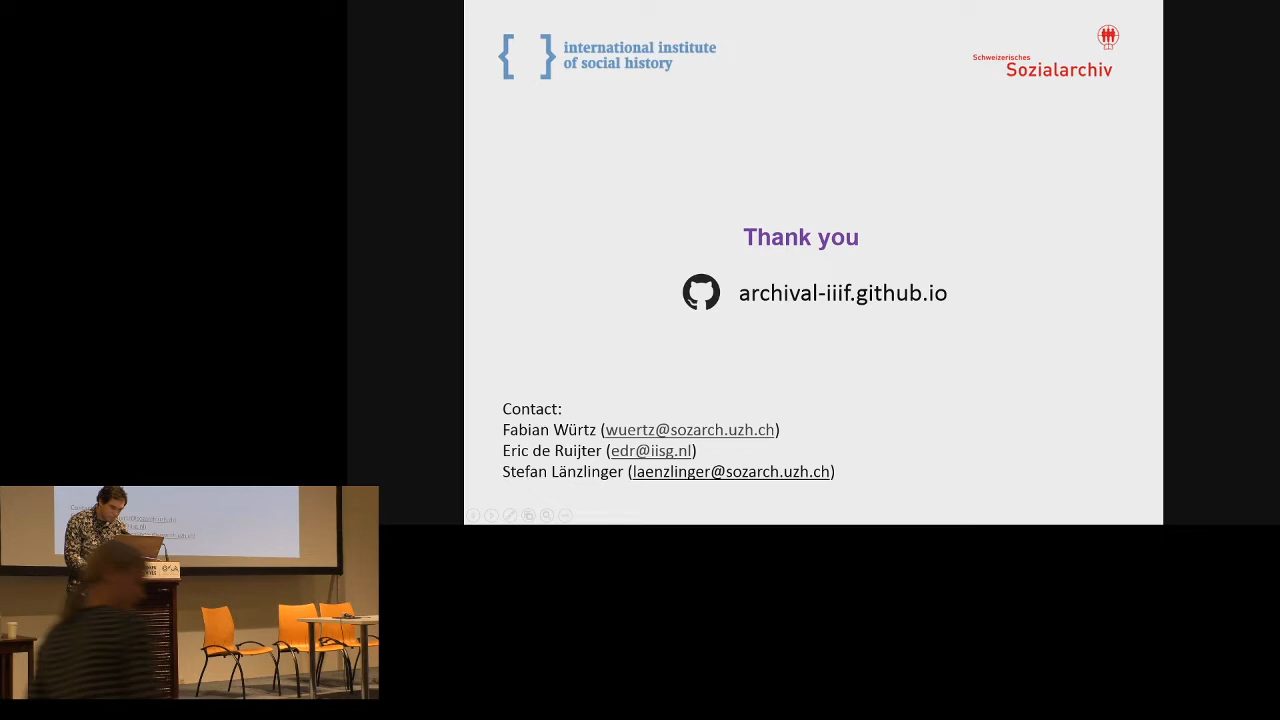 international institute
of social history
Schweizerisches
Sozialarchiv
Thank you
archival-iiif.github.io
Contact:
Fabian Würtz (wuertz@sozarch.uzh.ch)
Eric de Ruijter (edr@iisg.nl)
Stefan Länzlinger (laenzlinger@sozarch.uzh.ch)